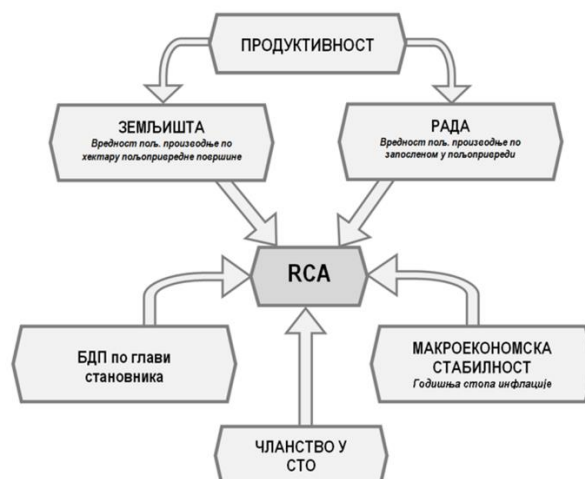 ПРОДУКТИВНОСТ
ЗЕМЉИШТА
Вредност пољ. производње по
хектару пољопривредне површине
РАДА
Вредност пољ. производње по
запосленом у пољопривреди
RCA
БДП по глави
становника
МАКРОЕКОНОМСКА
СТАБИЛНОСТ
Годишња стопа инфлације
ЧЛАНСТВО У
СТО